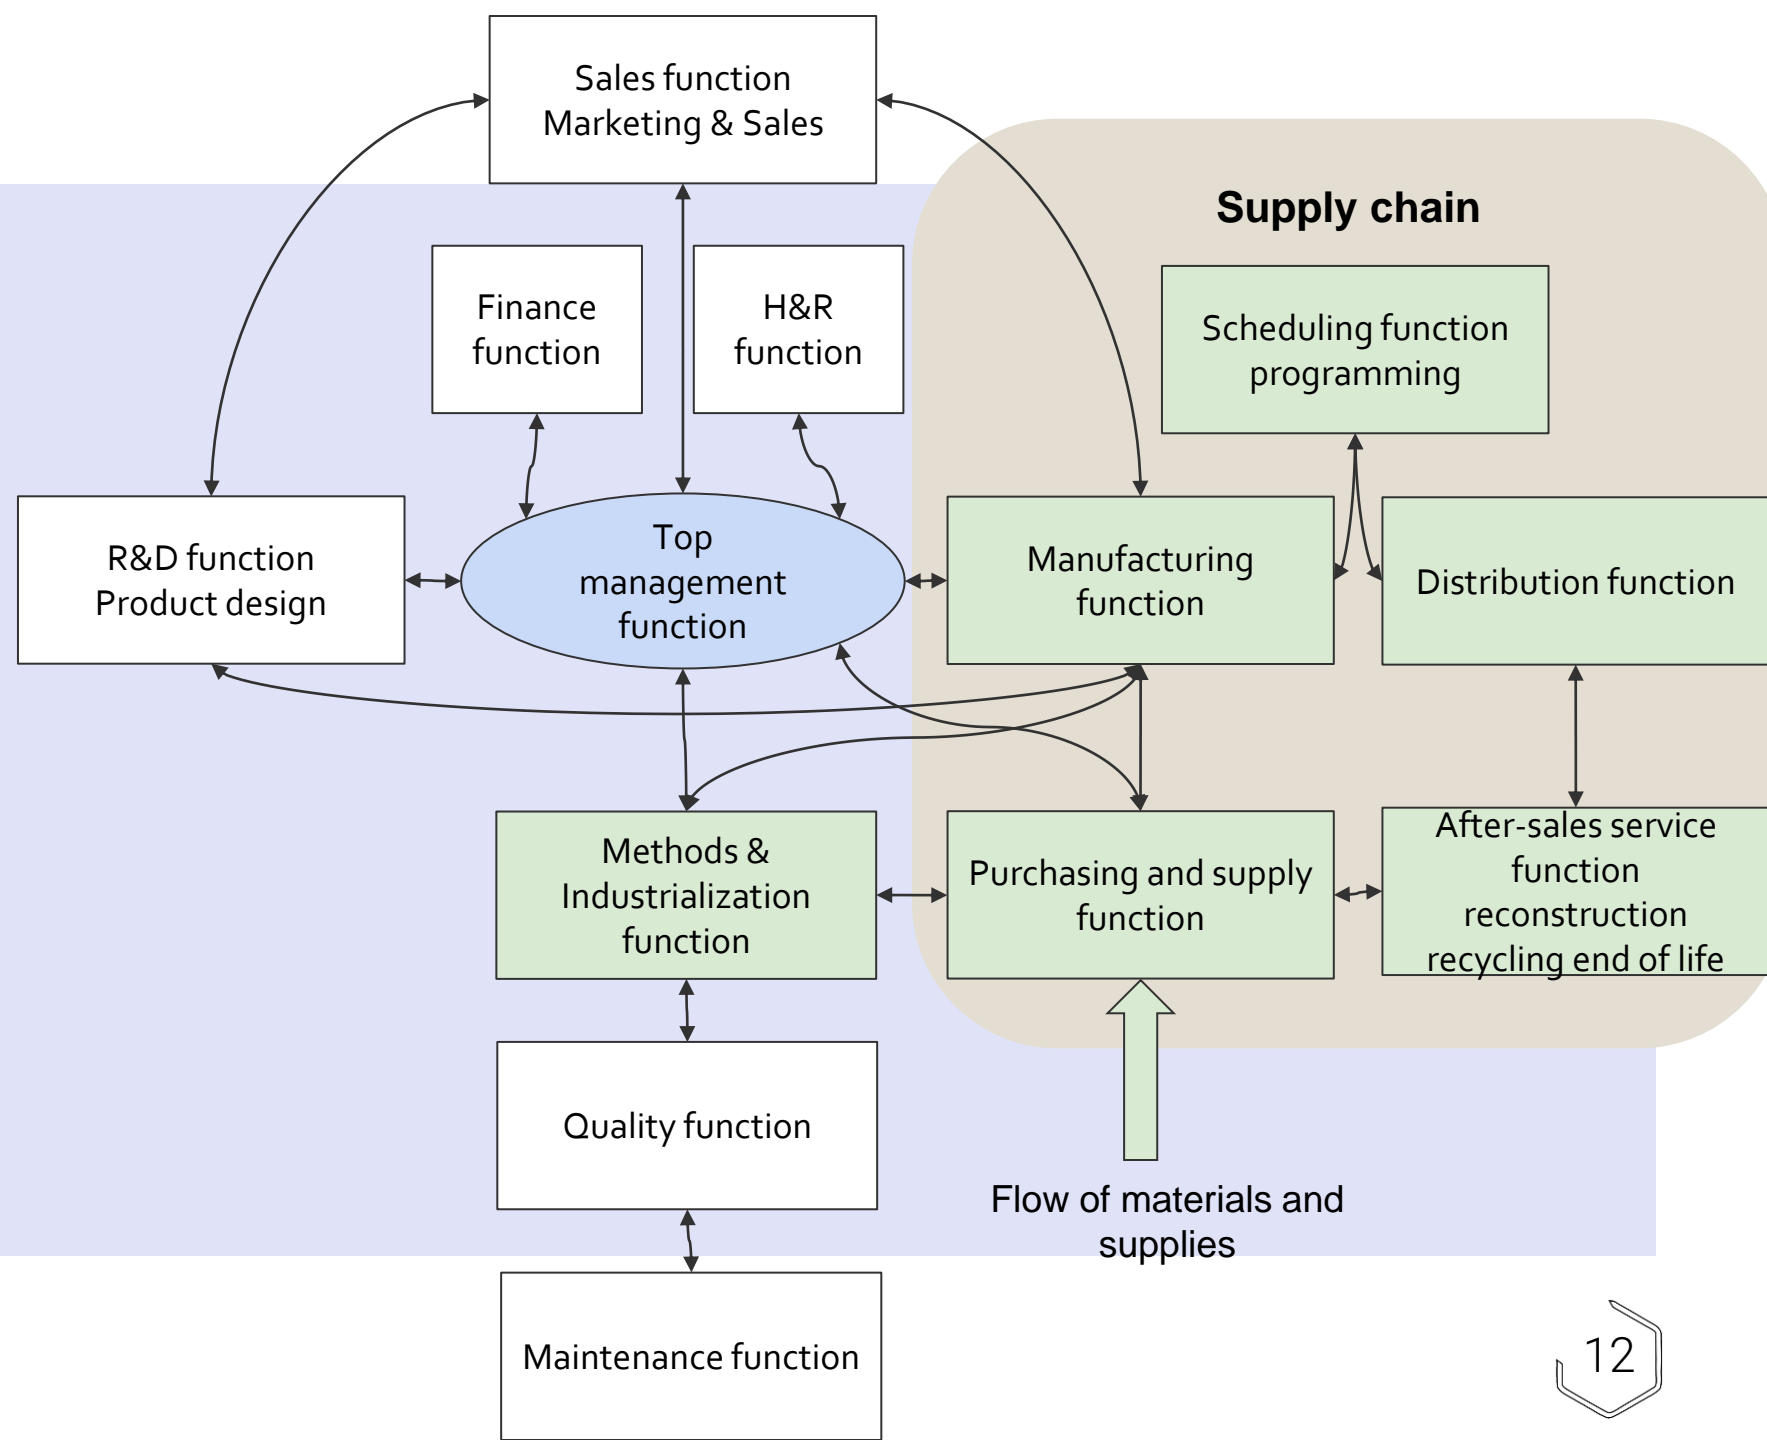 Sales function
Marketing & Sales
Supply chain
Finance
function
H&R
function
Scheduling function
programming
R&D function
Product design
Top
management
function
Manufacturing
function
Distribution function
Methods &
Industrialization
function
Purchasing and supply
function
After-sales service
function
reconstruction
recycling end of life
Quality function
Flow of materials and
supplies
Maintenance function
12